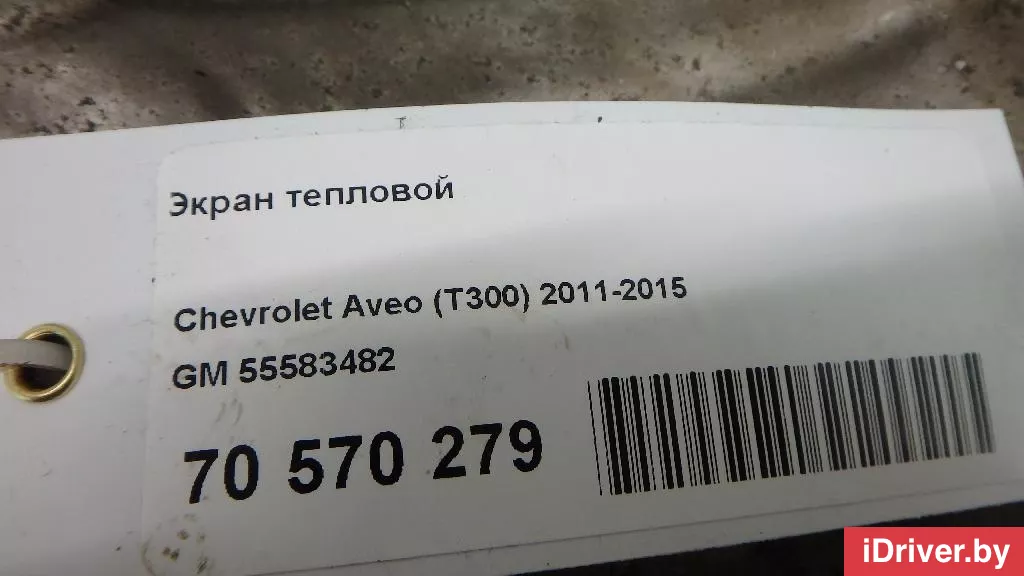 Экран тепловой
Chevrolet Aveo (T300) 2011-2015
GM 55583482
70 570 279
iDriver.by